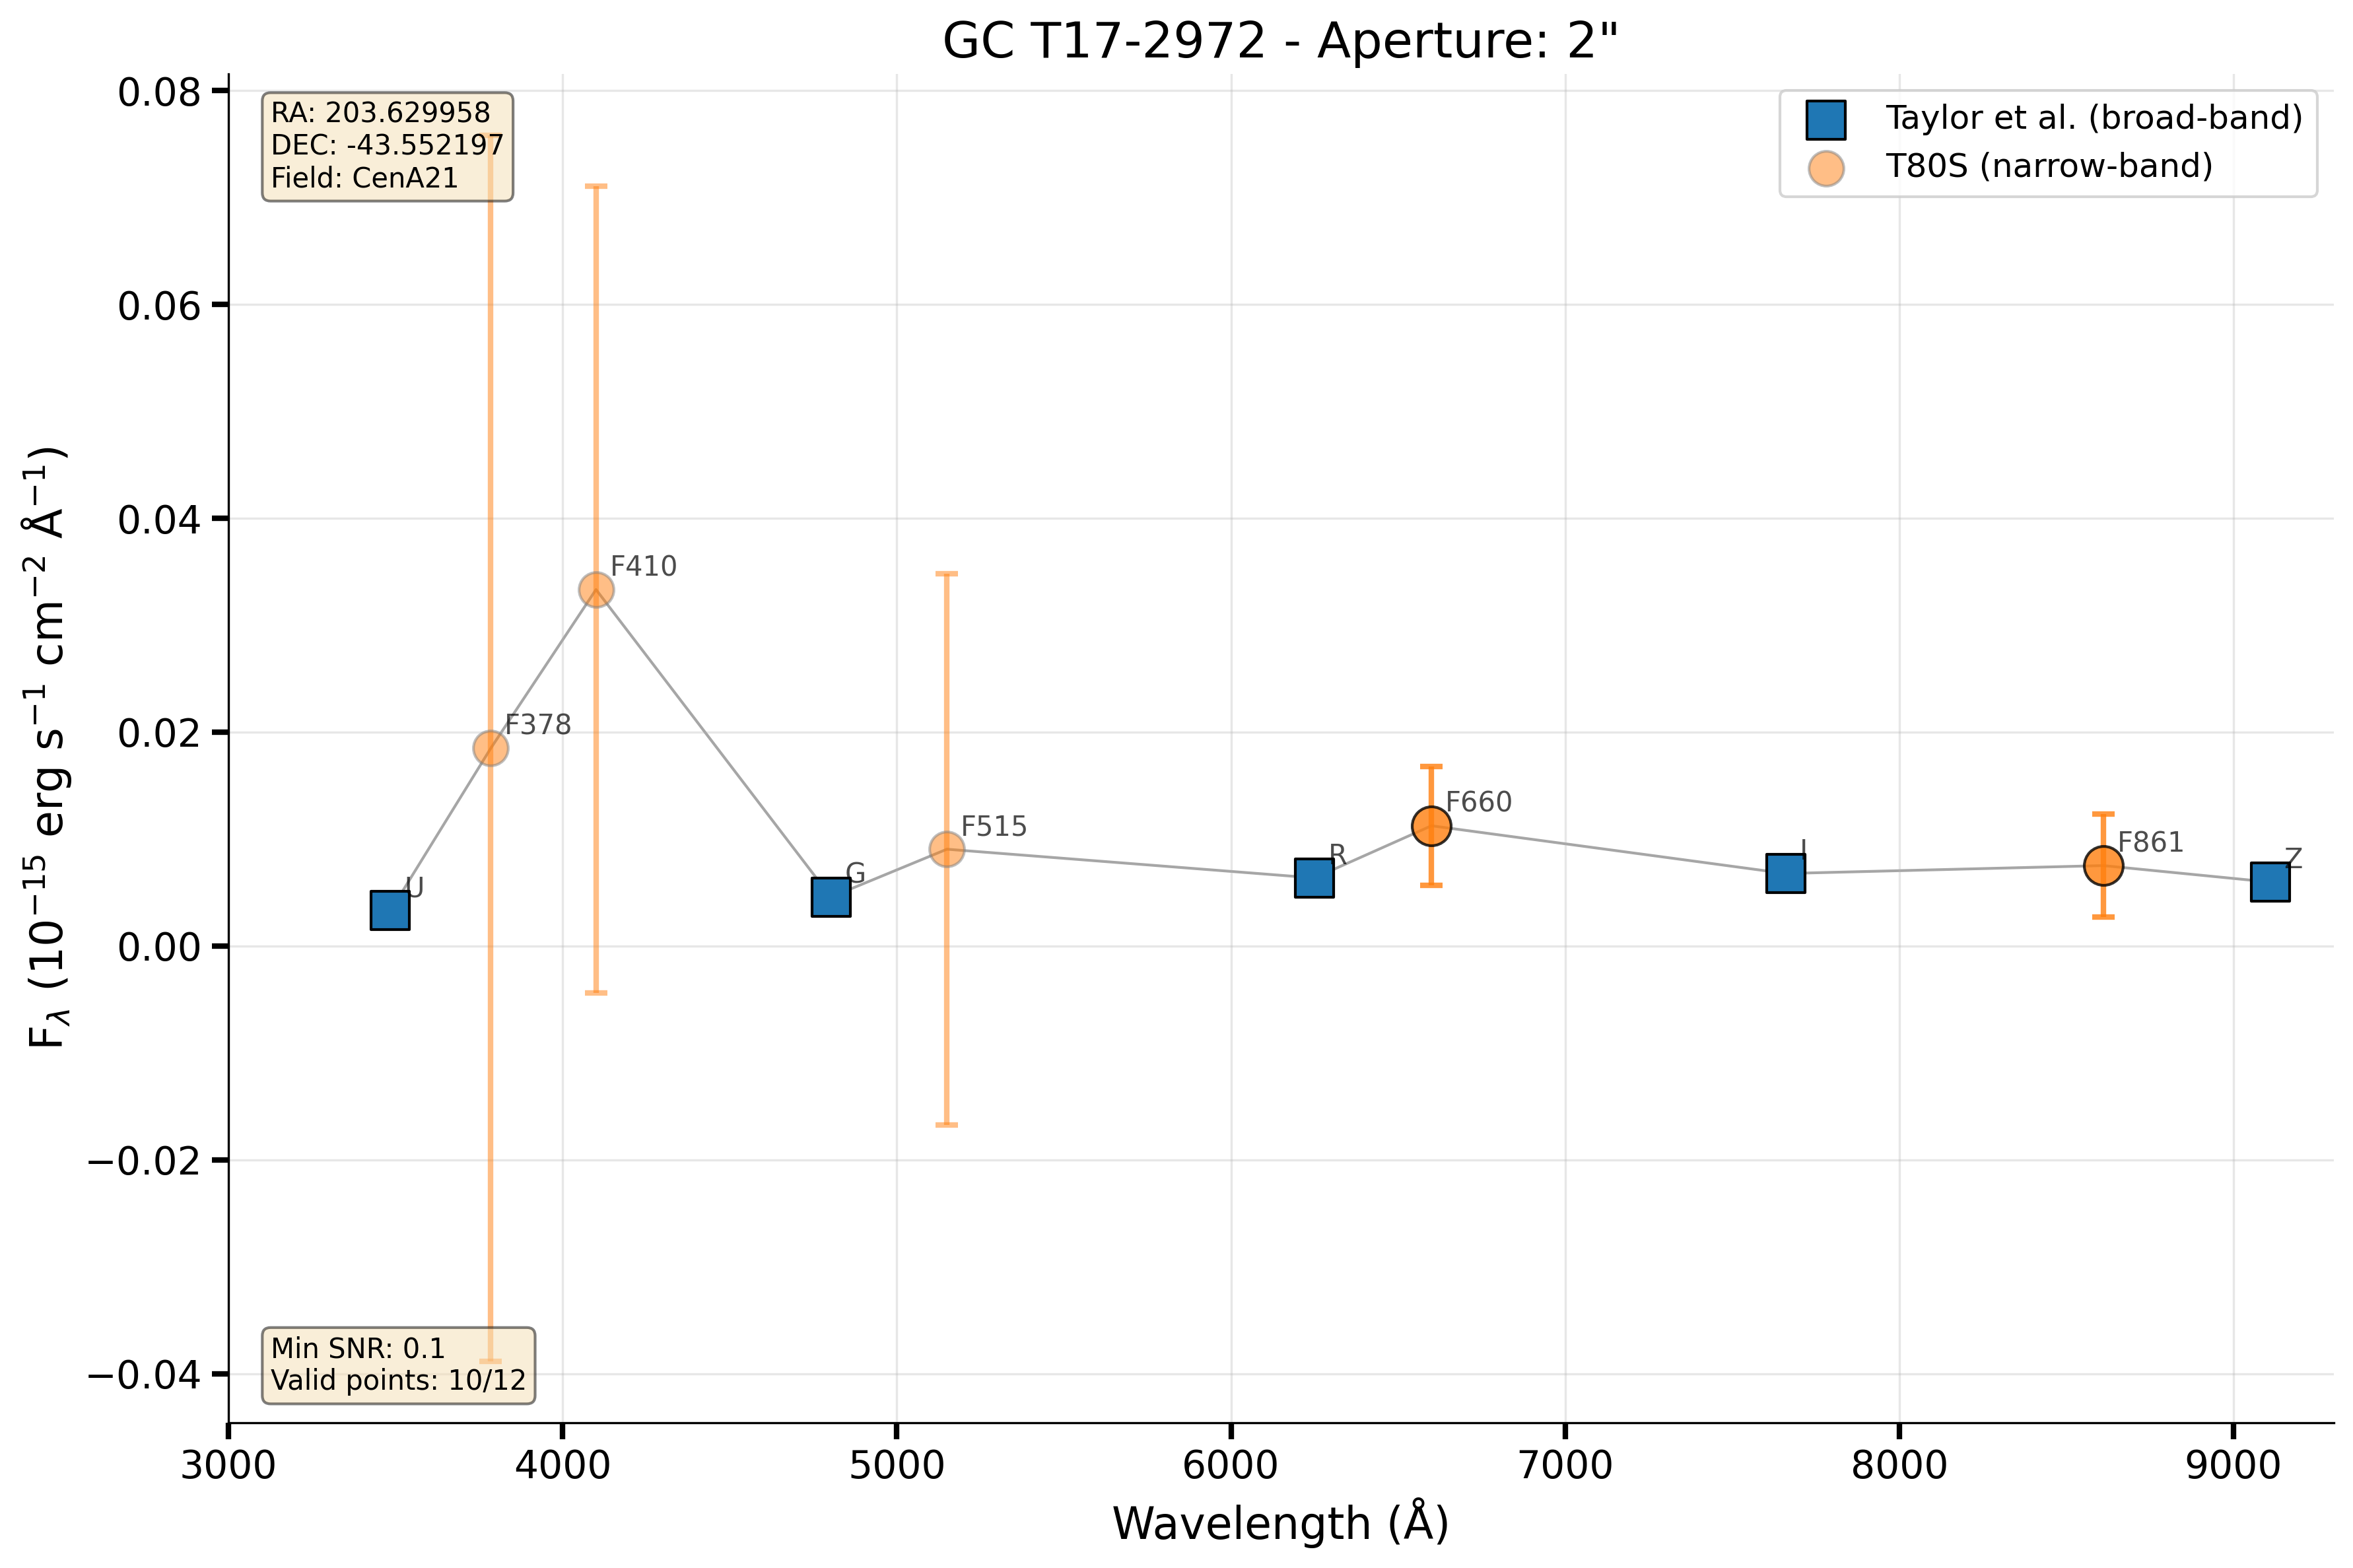 GC T17-2972 - Aperture: 2"
RA: 203.629958
DEC: -43.552197
Field: CenA21
Taylor et al. (broad-band)
T80S (narrow-band)
0.08
0.06
0.04
0.02
0.00
−0.02
−0.04
F_λ (10⁻¹⁵ erg s⁻¹ cm⁻² Å⁻¹)
U
F378
F410
G
F515
R
F660
I
F861
Z
Min SNR: 0.1
Valid points: 10/12
3000 4000 5000 6000 7000 8000 9000
Wavelength (Å)